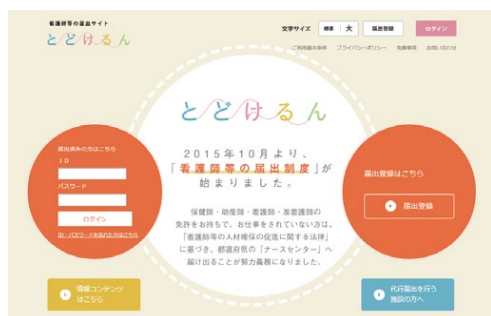 看護師等の届出サイト
とどけるん
文字サイズ 標準 大 届出登録 ログイン
ご利用基本条件 プライバシーポリシー 免責事項 お問い合わせ
とどけるん
2015年10月より、
「看護師等の届出制度」が
始まりました。
保健師・助産師・看護師・准看護師の
免許をお持ちで、お仕事をされていない方は、
「看護師等の人材確保の促進に関する法律」
に基づき、都道府県の「ナースセンター」へ
届け出ることが努力義務になりました。
届出済みの方はこちら
ID
パスワード
ログイン
ID・パスワードを忘れた方はこちら
届出登録はこちら
届出登録
情報コンテンツ
はこちら
代行届出を行う
施設の方へ